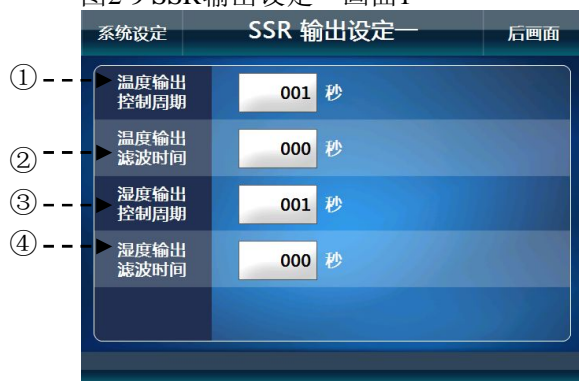 图2-9 SSR输出设定一画面1
系统设定 SSR 输出设定一 后画面
① 温度输出
控制周期 001 秒
② 温度输出
滤波时间 000 秒
③ 湿度输出
控制周期 001 秒
④ 湿度输出
滤波时间 000 秒